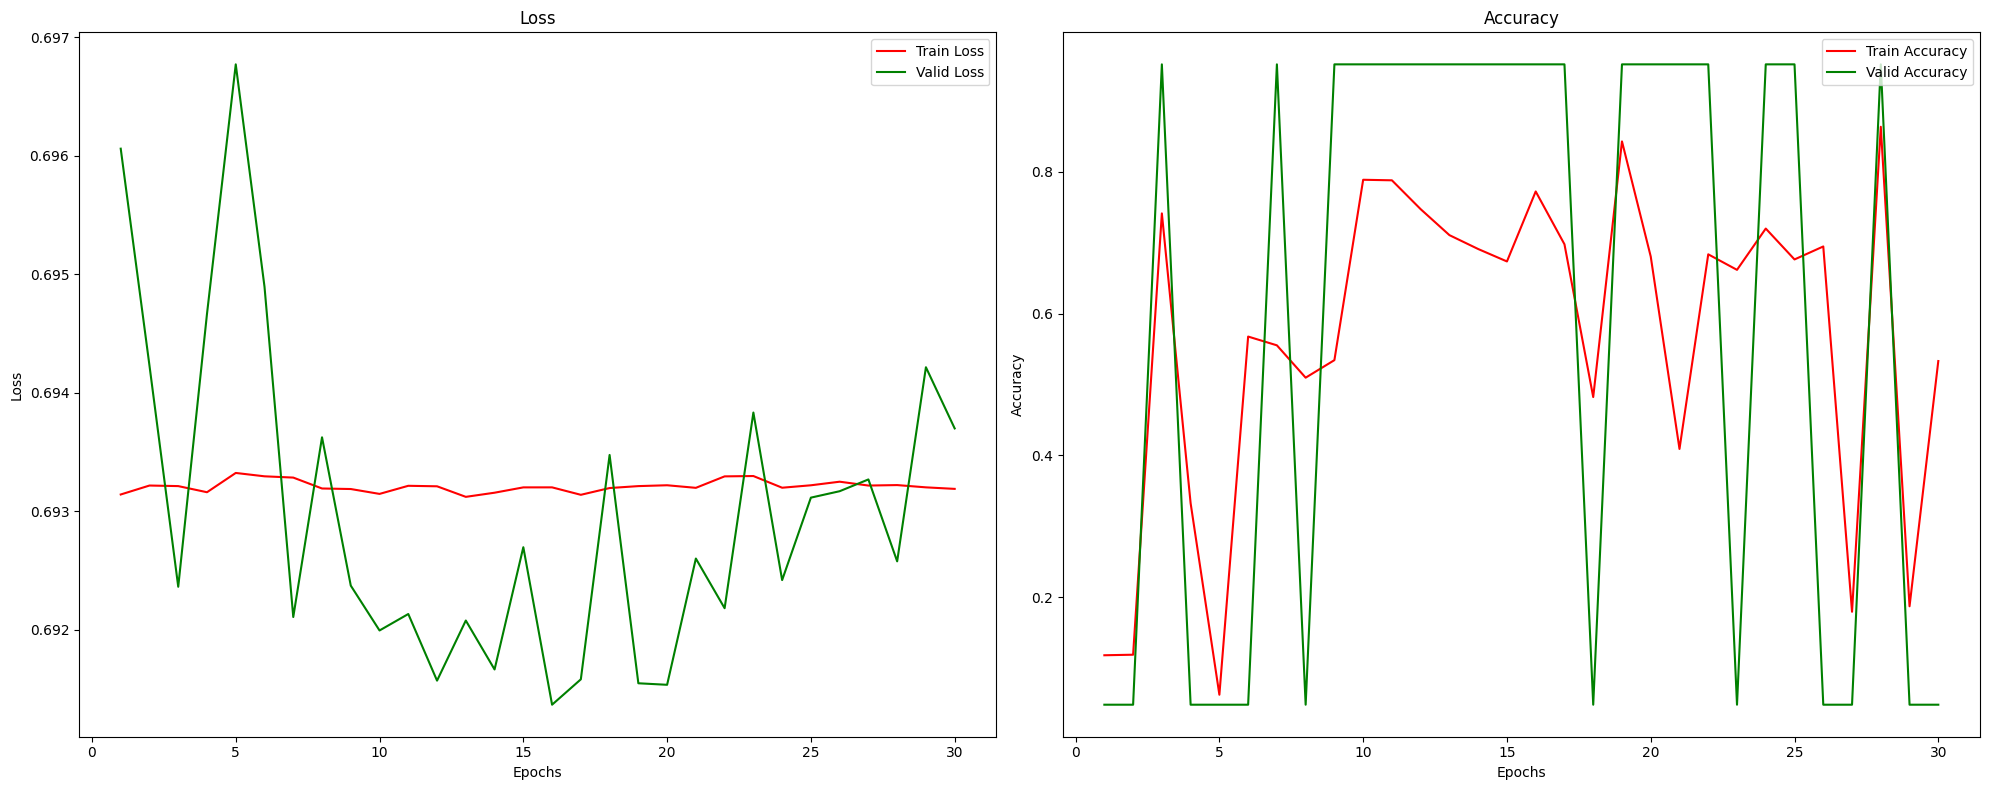 Loss
0.697
0.696
0.695
0.694
0.693
0.692
Loss
0 5 10 15 20 25 30
Epochs
Train Loss
Valid Loss
Accuracy
0.8
0.6
0.4
0.2
Accuracy
0 5 10 15 20 25 30
Epochs
Train Accuracy
Valid Accuracy